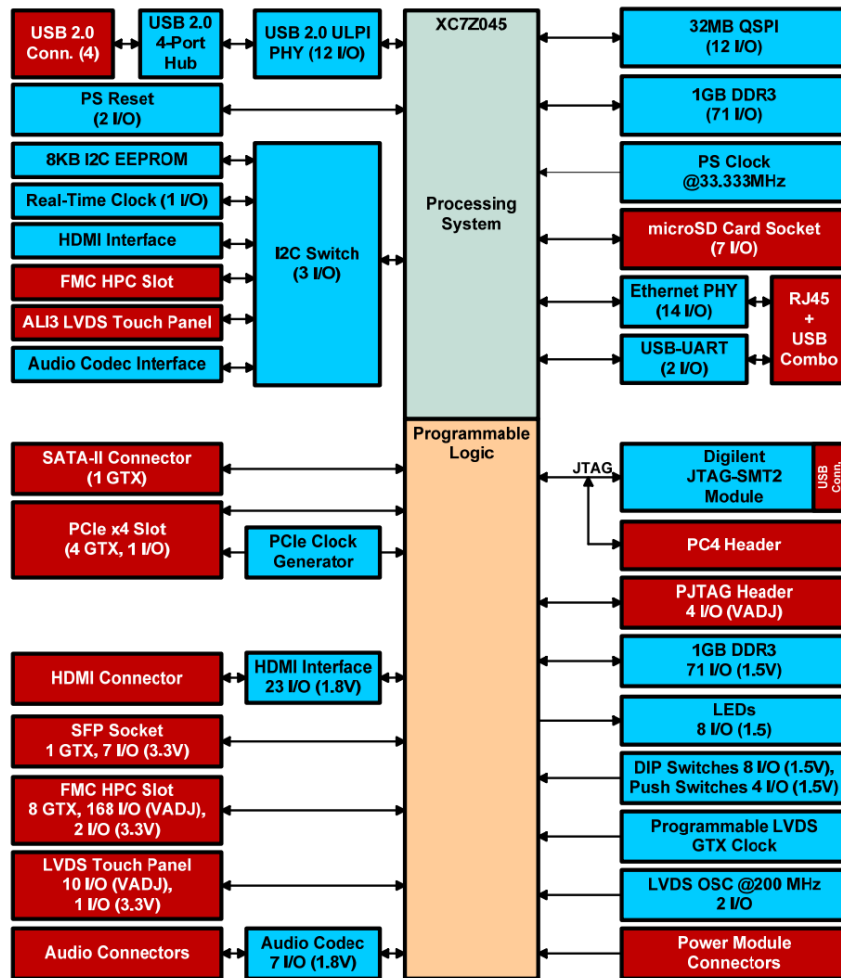 USB 2.0
Conn. (4)
USB 2.0
4-Port
Hub
USB 2.0 ULPI
PHY (12 I/O)
XC7Z045
32MB QSPI
(12 I/O)
PS Reset
(2 I/O)
1GB DDR3
(71 I/O)
8KB I2C EEPROM
Real-Time Clock (1 I/O)
HDMI Interface
FMC HPC Slot
ALI3 LVDS Touch Panel
Audio Codec Interface
I2C Switch
(3 I/O)
Processing
System
PS Clock
@33.333MHz
microSD Card Socket
(7 I/O)
Ethernet PHY
(14 I/O)
USB-UART
(2 I/O)
RJ45
+
USB
Combo
Programmable
Logic
SATA-II Connector
(1 GTX)
PCIe x4 Slot
(4 GTX, 1 I/O)
PCIe Clock
Generator
JTAG
Digilent
JTAG-SMT2
Module
USB
Conn.
PC4 Header
PJTAG Header
4 I/O (VADJ)
HDMI Connector
HDMI Interface
23 I/O (1.8V)
1GB DDR3
71 I/O (1.5V)
SFP Socket
1 GTX, 7 I/O (3.3V)
LEDs
8 I/O (1.5)
FMC HPC Slot
8 GTX, 168 I/O (VADJ),
2 I/O (3.3V)
DIP Switches 8 I/O (1.5V),
Push Switches 4 I/O (1.5V)
Programmable LVDS
GTX Clock
LVDS Touch Panel
10 I/O (VADJ),
1 I/O (3.3V)
LVDS OSC @200 MHz
2 I/O
Audio Connectors
Audio Codec
7 I/O (1.8V)
Power Module
Connectors